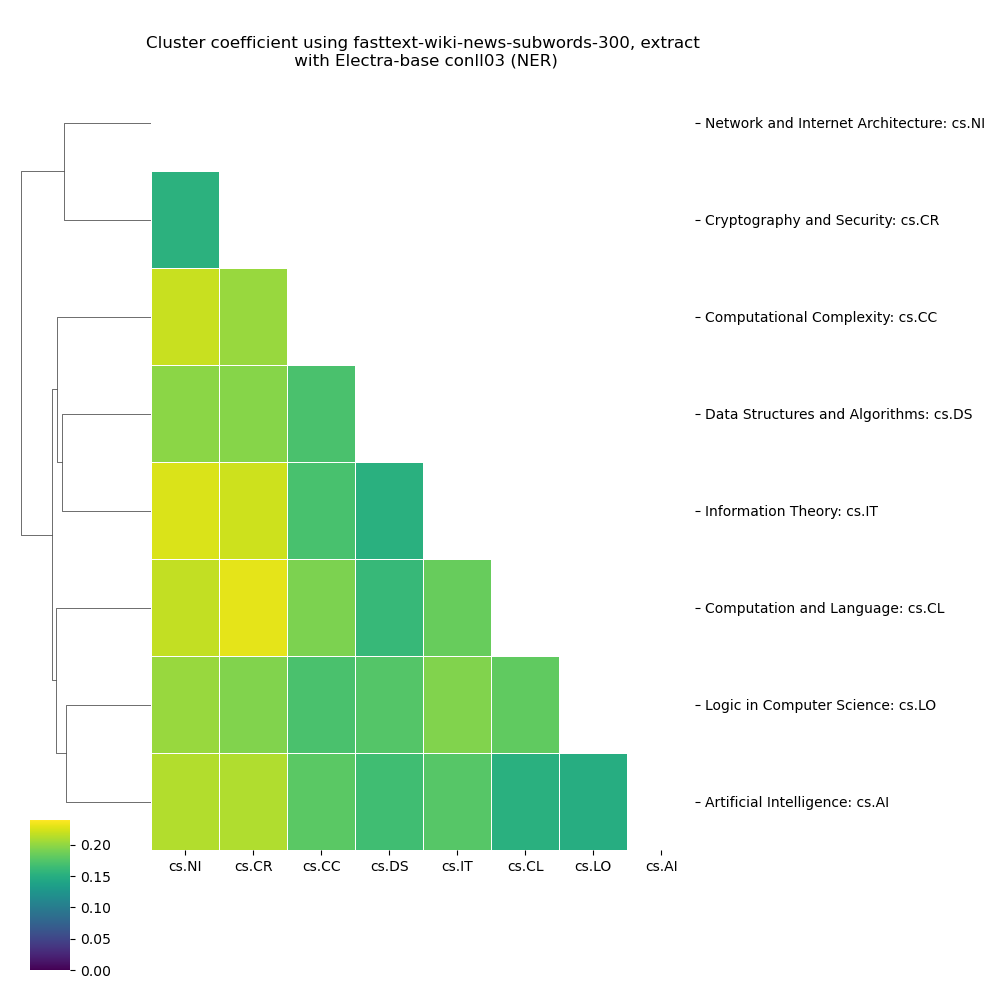 Cluster coefficient using fasttext-wiki-news-subwords-300, extract
with Electra-base conll03 (NER)
Network and Internet Architecture: cs.NI
Cryptography and Security: cs.CR
Computational Complexity: cs.CC
Data Structures and Algorithms: cs.DS
Information Theory: cs.IT
Computation and Language: cs.CL
Logic in Computer Science: cs.LO
Artificial Intelligence: cs.AI
cs.NI cs.CR cs.CC cs.DS cs.IT cs.CL cs.LO cs.AI
0.20
0.15
0.10
0.05
0.00